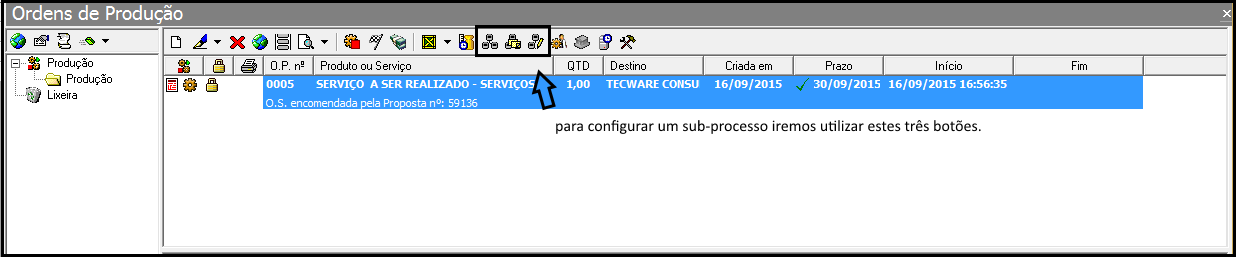 Ordens de Produção
Produção
Produção
Lixeira
O.P. nº Produto ou Serviço QTD Destino Criada em Prazo Início Fim
0005 SERVIÇO A SER REALIZADO - SERVIÇOS 1,00 TECWARE CONSU 16/09/2015 30/09/2015 16/09/2015 16:56:35
O.S. encomendada pela Proposta nº: 59136
para configurar um sub-processo iremos utilizar estes três botões.